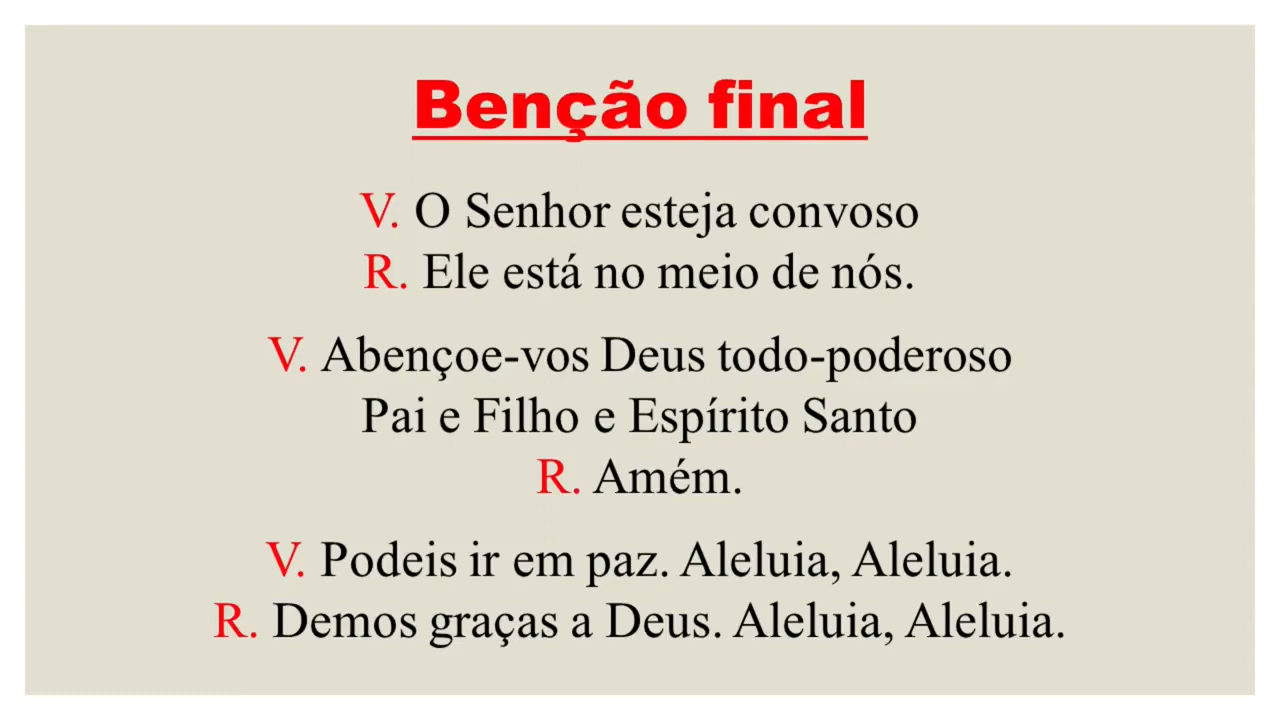 Benção final
V. O Senhor esteja convoso
R. Ele está no meio de nós.
V. Abençoe-vos Deus todo-poderoso
Pai e Filho e Espírito Santo
R. Amém.
V. Podeis ir em paz. Aleluia, Aleluia.
R. Demos graças a Deus. Aleluia, Aleluia.